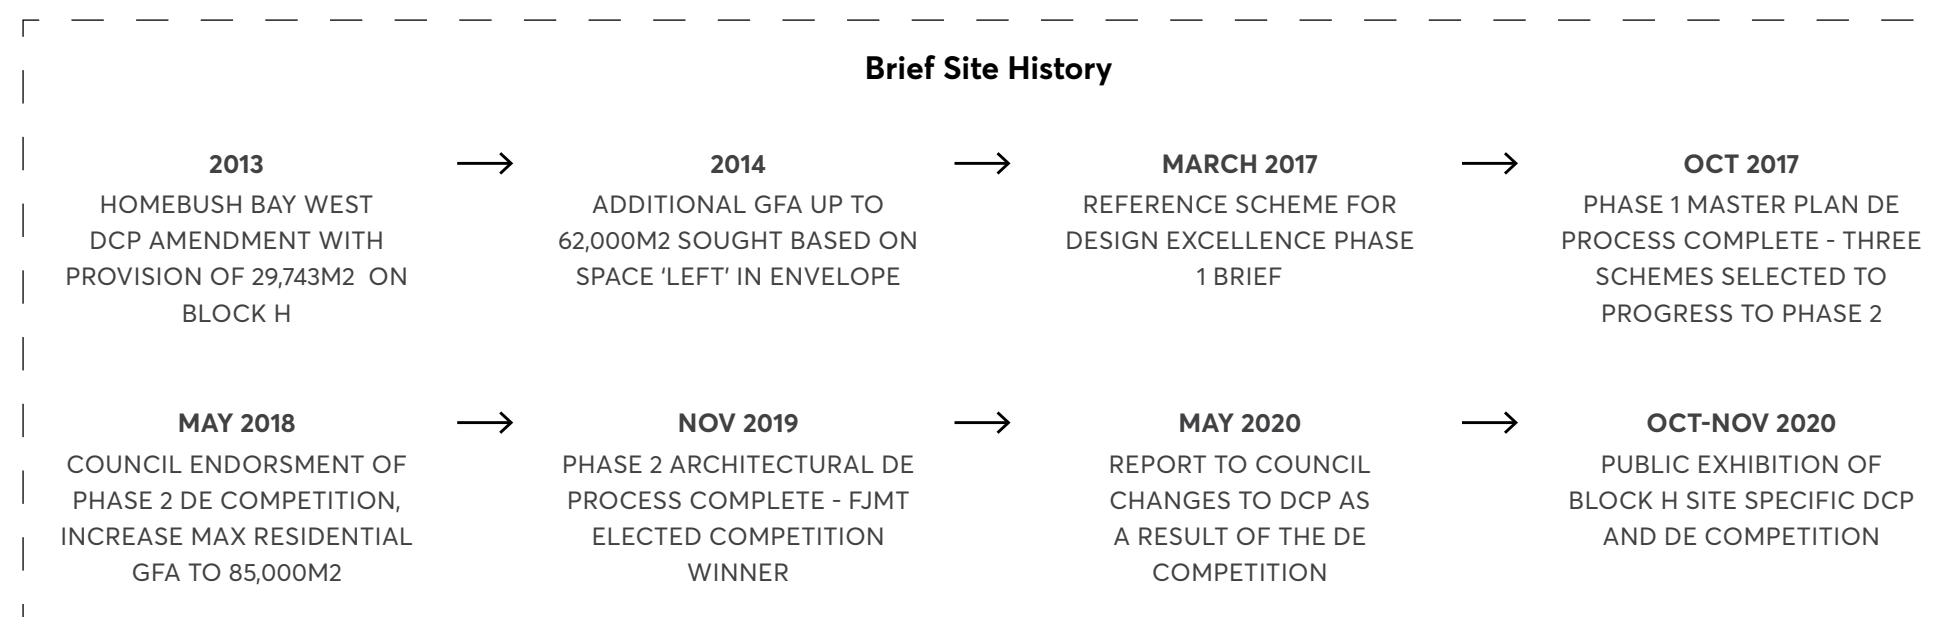 Brief Site History
2013
HOMEBUSH BAY WEST
DCP AMENDMENT WITH
PROVISION OF 29,743M2  ON
BLOCK H
2014
ADDITIONAL GFA UP TO
62,000M2 SOUGHT BASED ON
SPACE ‘LEFT’ IN ENVELOPE
MARCH 2017
REFERENCE SCHEME FOR
DESIGN EXCELLENCE PHASE
1 BRIEF
OCT 2017
PHASE 1 MASTER PLAN DE
PROCESS COMPLETE - THREE
SCHEMES SELECTED TO
PROGRESS TO PHASE 2
MAY 2018
COUNCIL ENDORSMENT OF
PHASE 2 DE COMPETITION,
INCREASE MAX RESIDENTIAL
GFA TO 85,000M2
NOV 2019
PHASE 2 ARCHITECTURAL DE
PROCESS COMPLETE - FJMT
ELECTED COMPETITION
WINNER
MAY 2020
REPORT TO COUNCIL
CHANGES TO DCP AS
A RESULT OF THE DE
COMPETITION
OCT-NOV 2020
PUBLIC EXHIBITION OF
BLOCK H SITE SPECIFIC DCP
AND DE COMPETITION